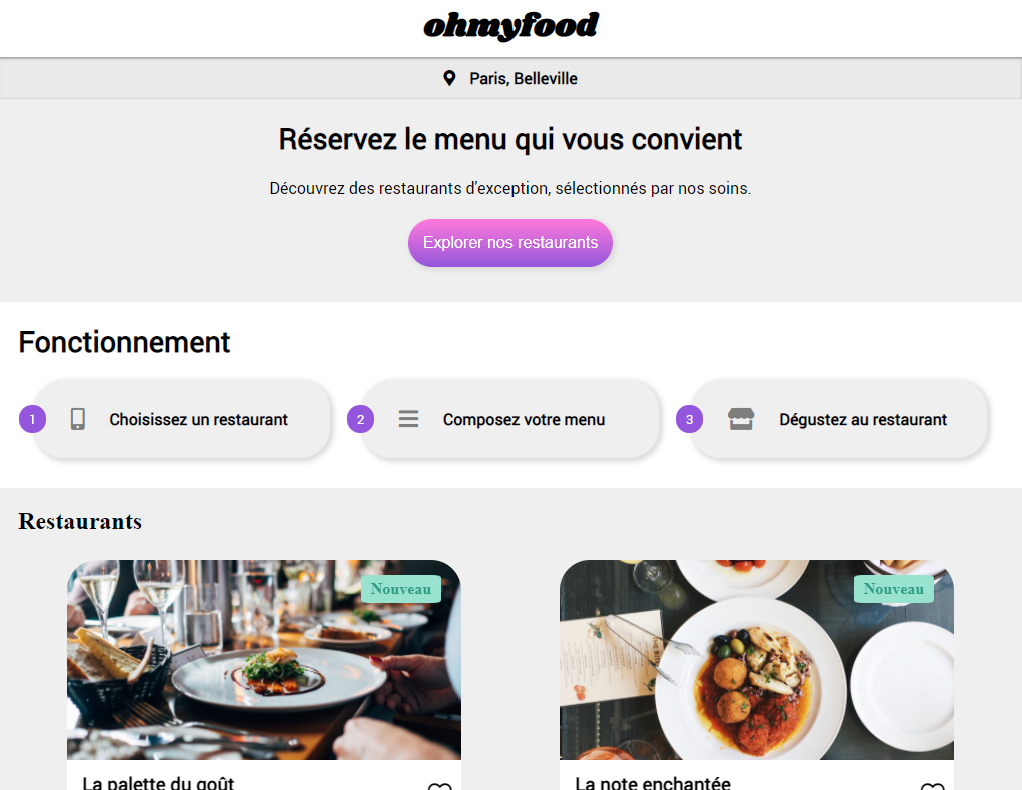 ohmyfood
Paris, Belleville
Réservez le menu qui vous convient
Découvrez des restaurants d'exception, sélectionnés par nos soins.
Explorer nos restaurants
Fonctionnement
1 Choisissez un restaurant
2 Composez votre menu
3 Dégustez au restaurant
Restaurants
Nouveau
Nouveau
La palette du goût
La note enchantée